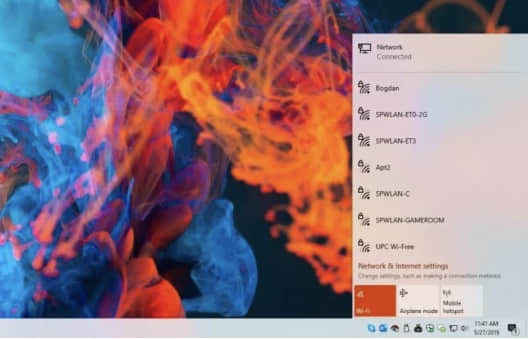 Network
Connected
Bogdan
SPWLAN-ET0-2G
SPWLAN-ET3
Apt2
SPWLAN-C
SPWLAN-GAMEROOM
UPC Wi-Free
Network & Internet settings
Change settings, such as making a connection metered.
Wi-Fi
Airplane mode
Mobile
hotspot
11:41 AM
5/27/2019